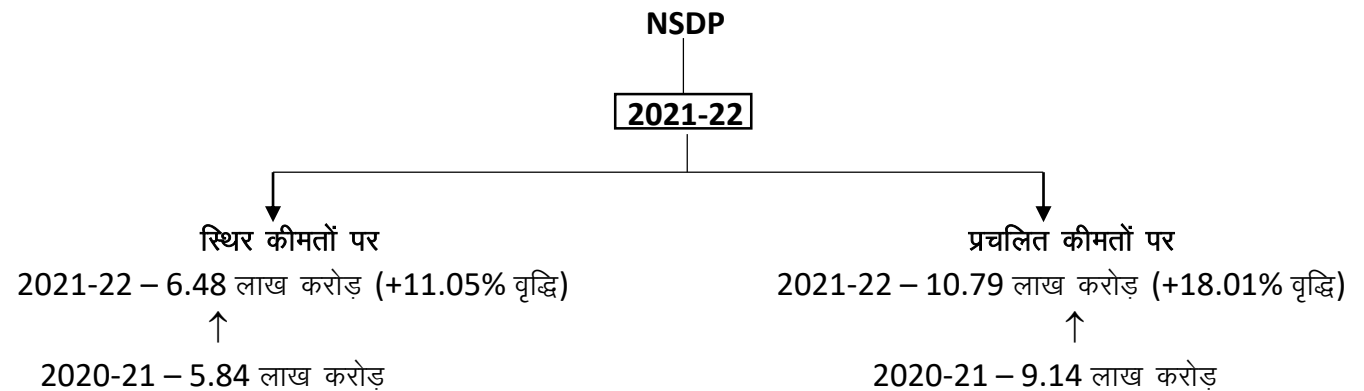 NSDP
2021-22
स्थिर कीमतों पर
2021-22 – 6.48 लाख करोड़ (+11.05% वृद्धि)
↑
2020-21 – 5.84 लाख करोड़
प्रचलित कीमतों पर
2021-22 – 10.79 लाख करोड़ (+18.01% वृद्धि)
↑
2020-21 – 9.14 लाख करोड़